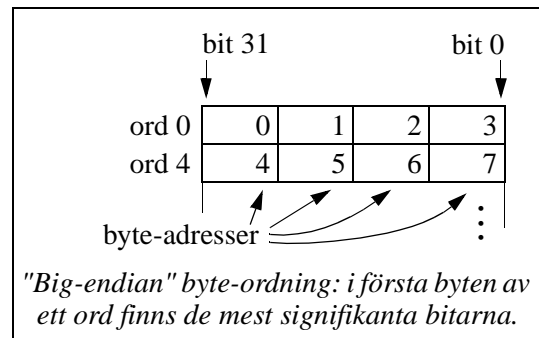 bit 31 bit 0
ord 0 0 1 2 3
ord 4 4 5 6 7
byte-adresser
"Big-endian" byte-ordning: i första byten av
ett ord finns de mest signifikanta bitarna.